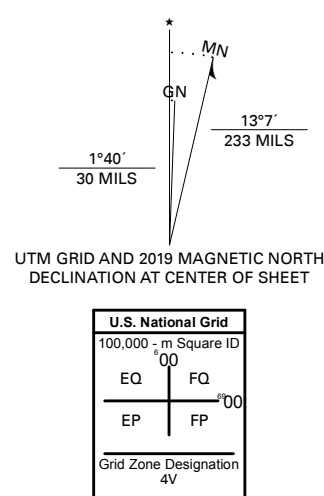 ★
MN
GN
13°7´
233 MILS
1°40´
30 MILS
UTM GRID AND 2019 MAGNETIC NORTH
DECLINATION AT CENTER OF SHEET
U.S. National Grid
100,000 - m Square ID
⁶00
EQ FQ
⁶⁹00
EP FP
Grid Zone Designation
4V